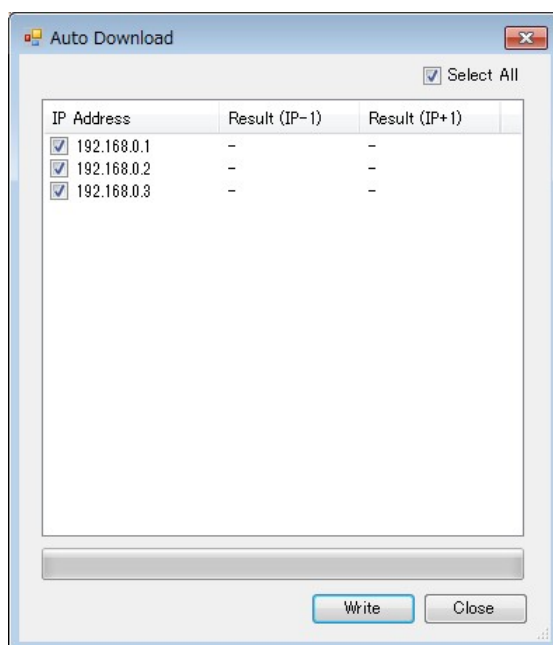 Auto Download
Select All
IP Address Result (IP-1) Result (IP+1)
192.168.0.1 - -
192.168.0.2 - -
192.168.0.3 - -
Write Close